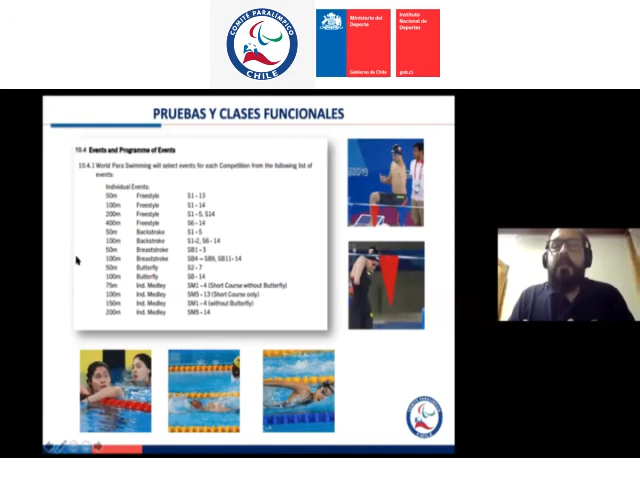 COMITÉ PARALÍMPICO
CHILE
Ministerio del
Deporte
Gobierno de Chile
Instituto
Nacional de
Deportes
gob.cl
PRUEBAS Y CLASES FUNCIONALES
10.4 Events and Programme of Events
10.4.1 World Para Swimming will select events for each Competition from the following list of
events:
Individual Events:
50m Freestyle S1 - 13
100m Freestyle S1 - 14
200m Freestyle S1 - 5, S14
400m Freestyle S6 - 14
50m Backstroke S1 - 5
100m Backstroke S1-2, S6 - 14
50m Breaststroke SB1 - 3
100m Breaststroke SB4 – SB9, SB11- 14
50m Butterfly S2 - 7
100m Butterfly S8 - 14
75m Ind. Medley SM1 - 4 (Short Course without Butterfly)
100m Ind. Medley SM5 - 13 (Short Course only)
150m Ind. Medley SM1 - 4 (without Butterfly)
200m Ind. Medley SM5 - 14
2019
CHILE